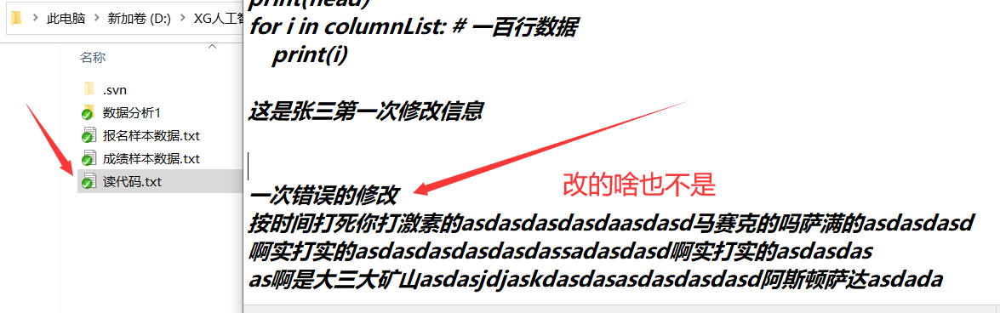 此电脑 > 新加卷 (D:) > XG人工智
名称
.svn
数据分析1
报名样本数据.txt
成绩样本数据.txt
读代码.txt
print(head)
for i in columnList: # 一百行数据
print(i)
这是张三第一次修改信息
一次错误的修改
改的啥也不是
按时间打死你打激素的asdasdasdasdaasdasd马赛克的吗萨满的asdasdasd
啊实打实的asdasdasdasdasdasdassadasdasd啊实打实的asdasdas
as啊是大三大矿山asdasjdjaskdasdasasdasdasdasd阿斯顿萨达asdada